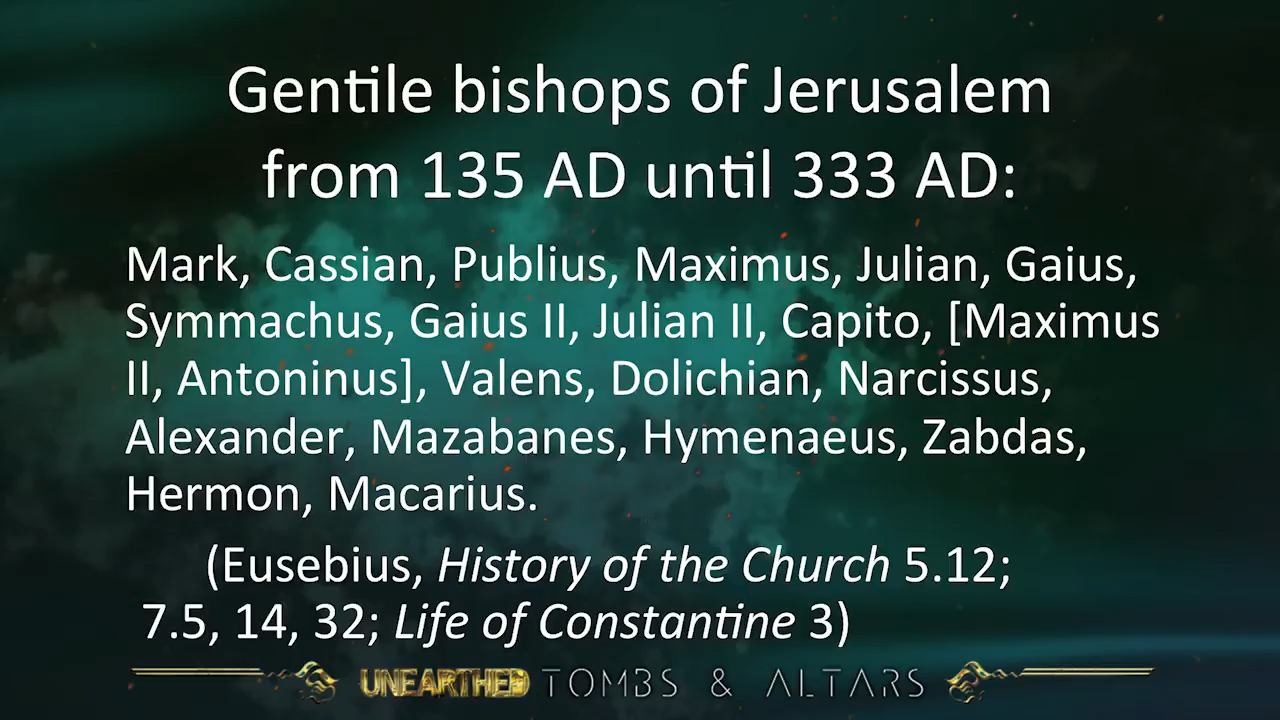 Gentile bishops of Jerusalem
from 135 AD until 333 AD:
Mark, Cassian, Publius, Maximus, Julian, Gaius,
Symmachus, Gaius II, Julian II, Capito, [Maximus
II, Antoninus], Valens, Dolichian, Narcissus,
Alexander, Mazabanes, Hymenaeus, Zabdas,
Hermon, Macarius.
(Eusebius, History of the Church 5.12;
7.5, 14, 32; Life of Constantine 3)
UNEARTHED TOMBS & ALTARS